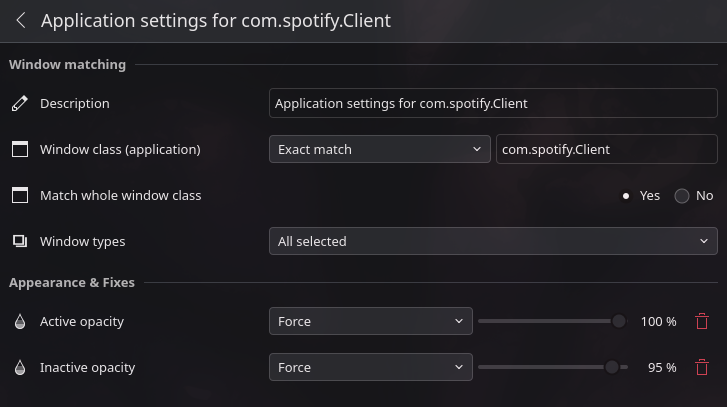 Application settings for com.spotify.Client
Window matching
Description
Application settings for com.spotify.Client
Window class (application)
Exact match
com.spotify.Client
Match whole window class
Yes
No
Window types
All selected
Appearance & Fixes
Active opacity
Force
100 %
Inactive opacity
Force
95 %